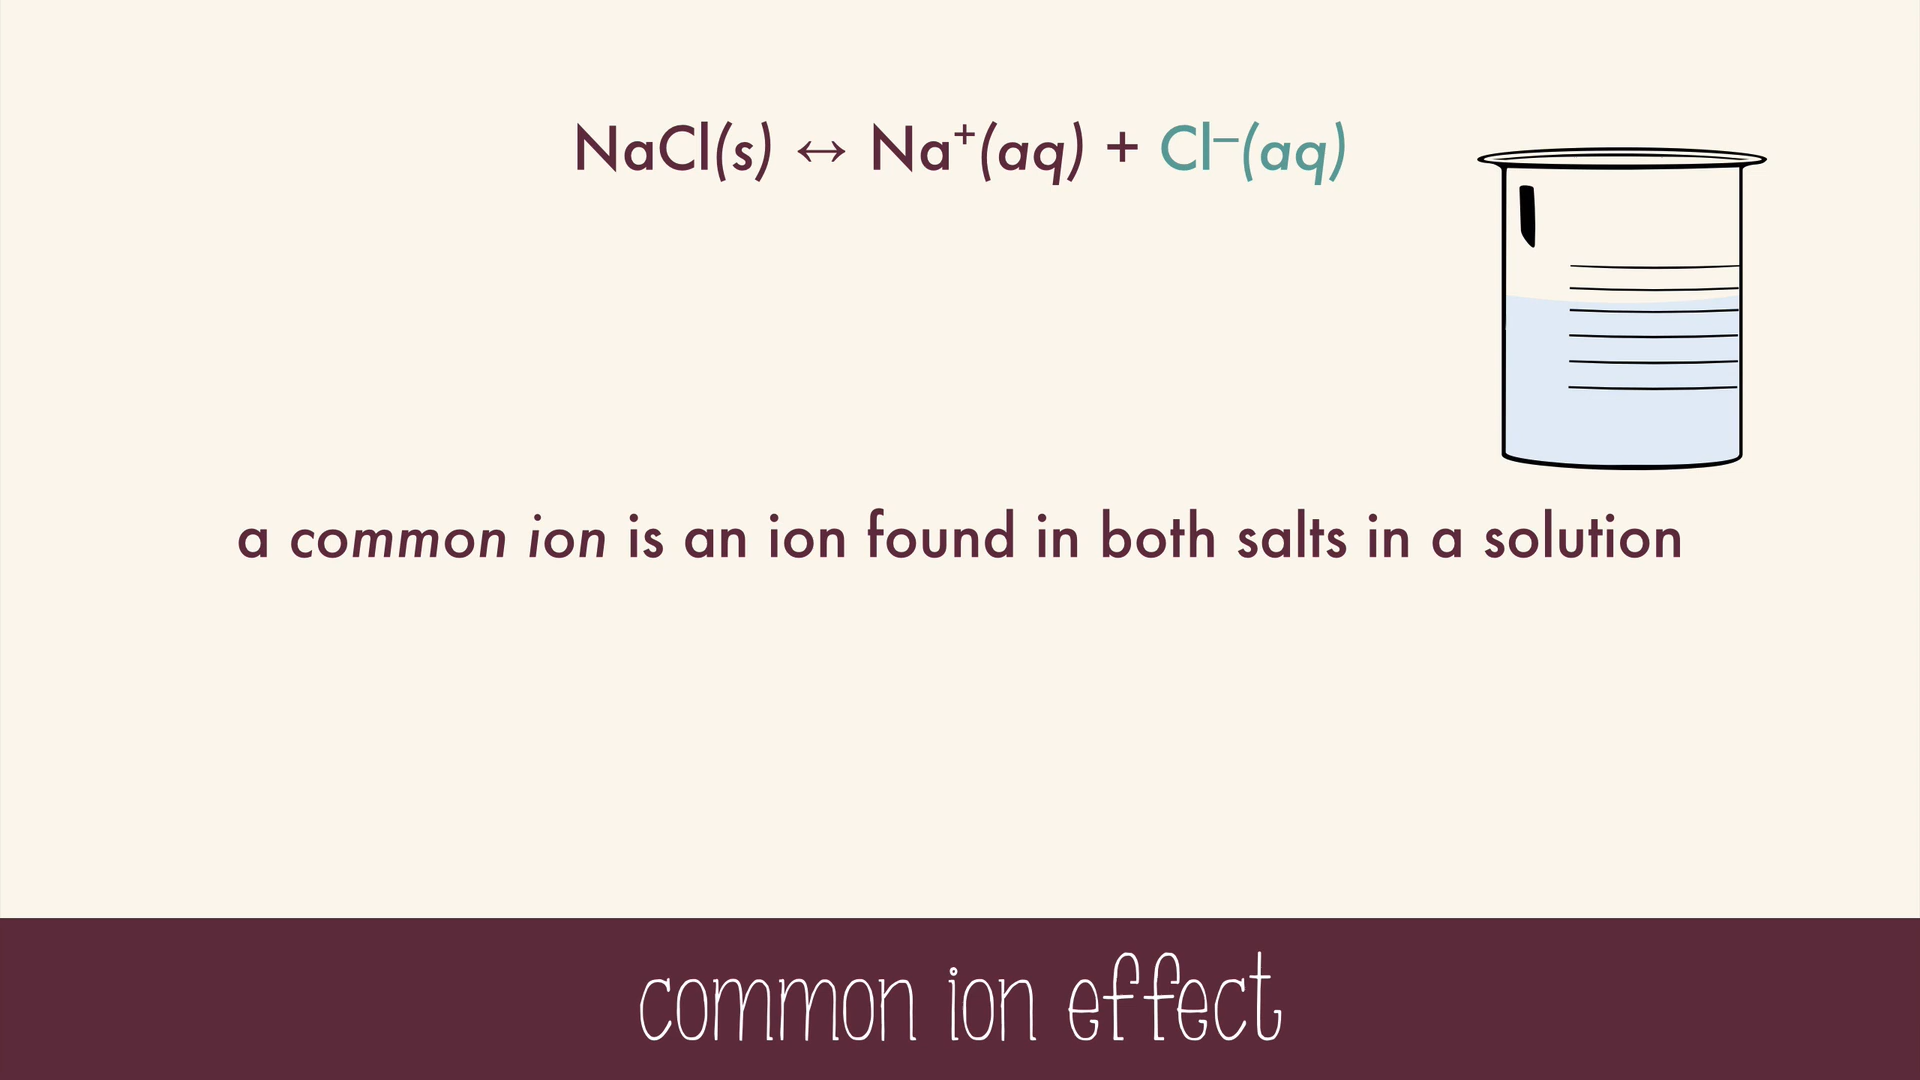 NaCl(s) ↔ Na⁺(aq) + Cl⁻(aq)
a common ion is an ion found in both salts in a solution
common ion effect